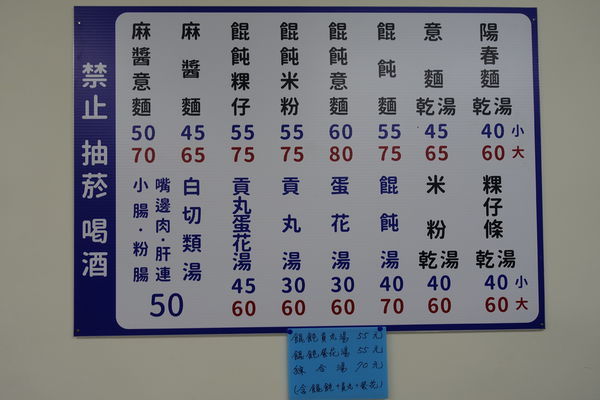 陽春麵 乾湯 40 小 60 大
意麵 乾湯 45 65
餛飩麵 55 75
餛飩意麵 60 80
餛飩米粉 55 75
餛飩粿仔 55 75
麻醬麵 45 65
麻醬意麵 50 70
粿仔條 乾湯 40 小 60 大
米粉 乾湯 40 60
餛飩湯 40 70
蛋花湯 30 60
貢丸湯 30 60
貢丸蛋花湯 45 60
白切類湯
嘴邊肉·肝連
小腸·粉腸
50
禁止 抽菸 喝酒
餛飩貢丸湯 55元
餛飩蛋花湯 55元
綜合湯 70元
(含餛飩+貢丸+蛋花)